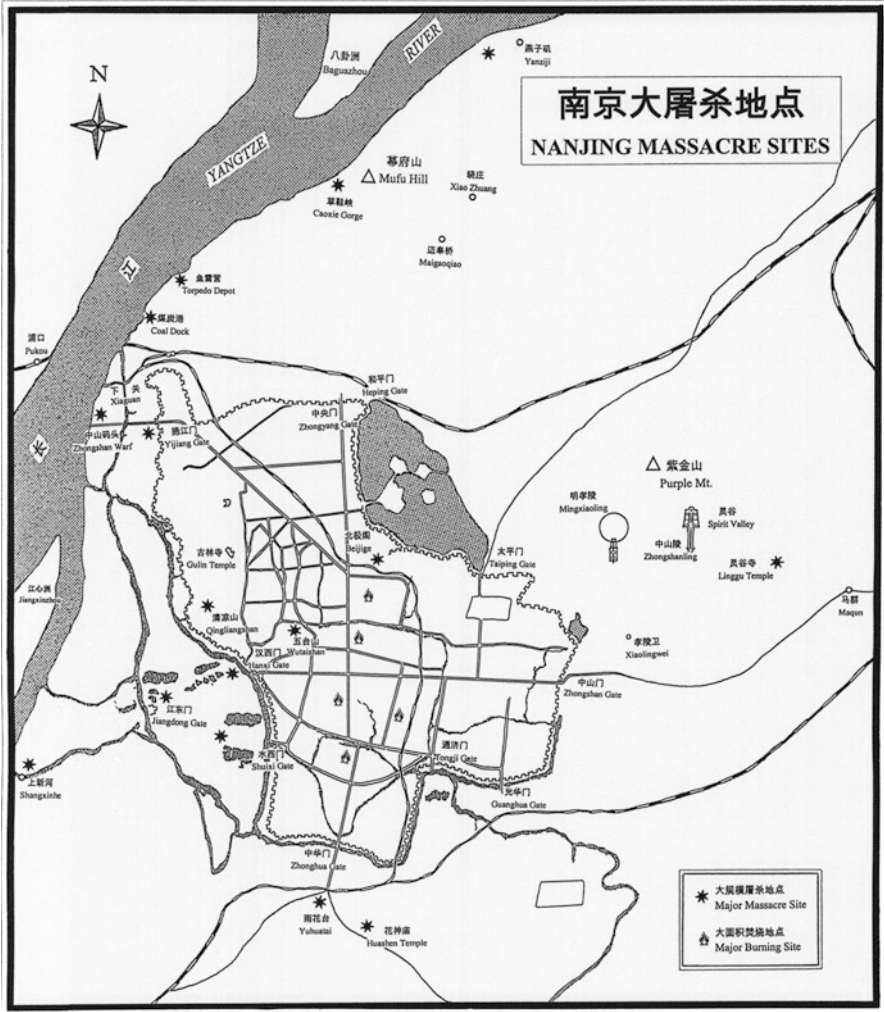 N
八卦洲
Baguazhou
RIVER
燕子矶
Yanziji
南京大屠杀地点
NANJING MASSACRE SITES
YANGTZE
幕府山
Mufu Hill
晓庄
Xiao Zhuang
草鞋峡
Caoxie Gorge
迈皋桥
Maigaoqiao
江
鱼雷营
Torpedo Depot
煤炭港
Coal Dock
浦口
Pukou
和平门
Heping Gate
下关
Xiaguan
中央门
Zhongyang Gate
中山码头
Zhongshan Warf
挹江门
Yijiang Gate
长
紫金山
Purple Mt.
明孝陵
Mingxiaoling
灵谷
Spirit Valley
中山陵
Zhongshanling
北极阁
Beijige
太平门
Taiping Gate
古林寺
Gulin Temple
灵谷寺
Linggu Temple
江心洲
Jiangxinzhou
马群
Maqun
清凉山
Qingliangshan
五台山
Wutaishan
孝陵卫
Xiaolingwei
汉西门
Hanxi Gate
中山门
Zhongshan Gate
江东门
Jiangdong Gate
水西门
Shuixi Gate
通济门
Tongji Gate
上新河
Shangxinhe
光华门
Guanghua Gate
中华门
Zhonghua Gate
雨花台
Yuhuatai
花神庙
Huashen Temple
大规模屠杀地点
Major Massacre Site
大面积焚烧地点
Major Burning Site